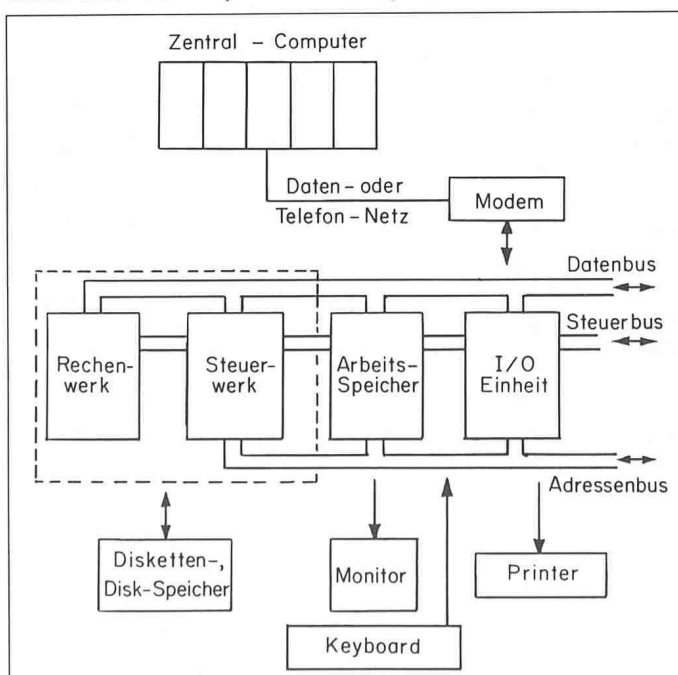 Zentral - Computer
Daten- oder
Telefon-Netz
Modem
Datenbus
Steuerbus
Rechen-
werk
Steuer-
werk
Arbeits-
Speicher
I/O
Einheit
Adressenbus
Disketten-,
Disk-Speicher
Monitor
Printer
Keyboard